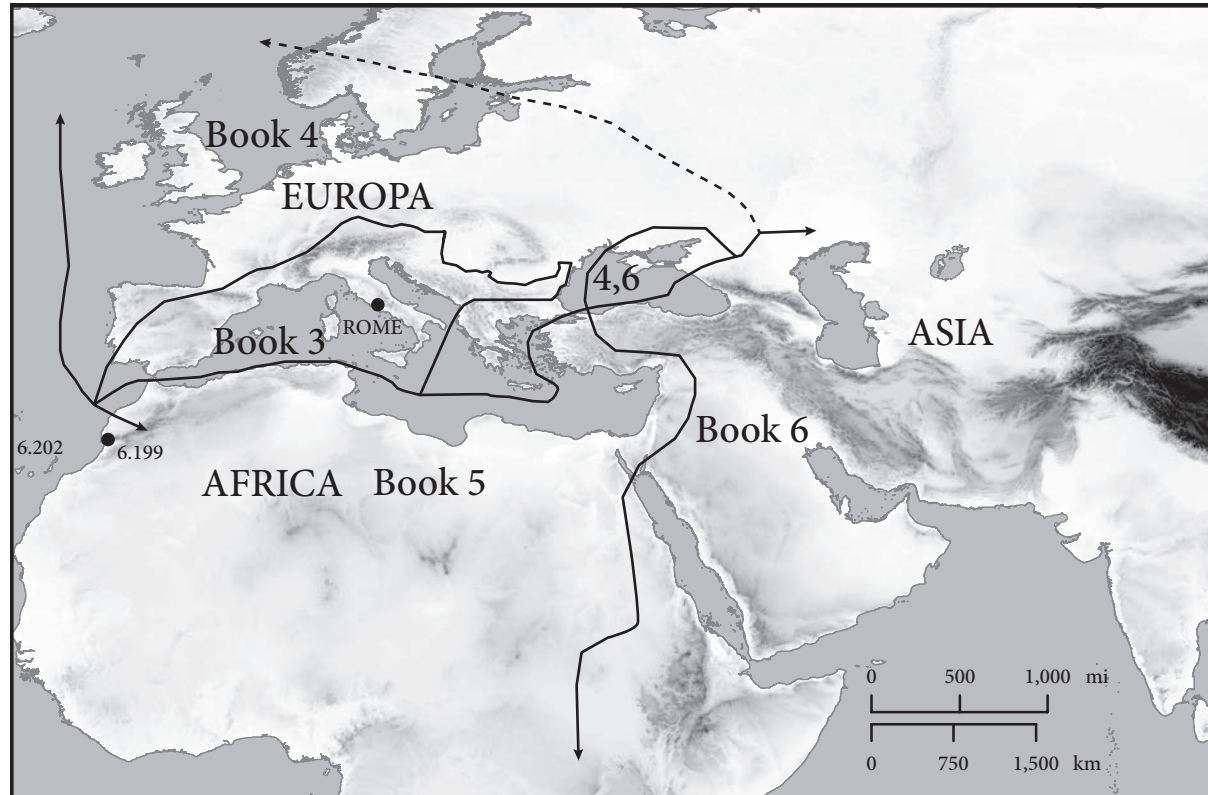 Book 4
EUROPA
4,6
ROME
Book 3
ASIA
Book 6
6.202
6.199
AFRICA Book 5
0 500 1,000 mi
0 750 1,500 km